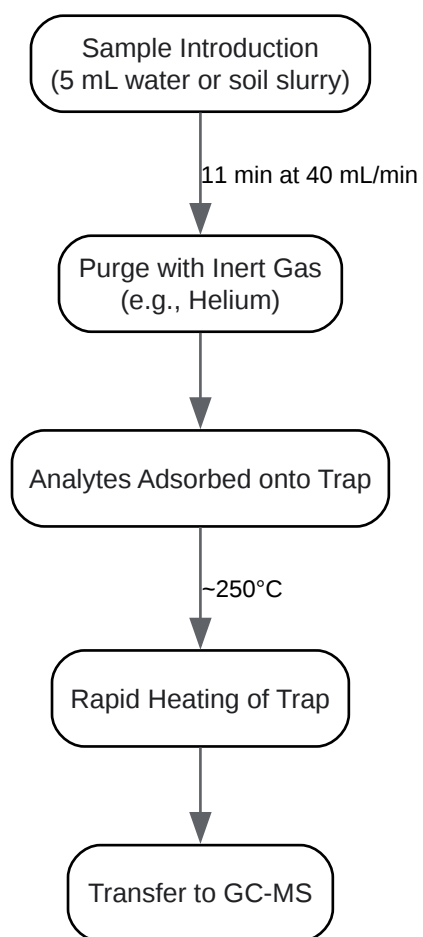 Sample Introduction
(5 mL water or soil slurry)
11 min at 40 mL/min
Purge with Inert Gas
(e.g., Helium)
Analytes Adsorbed onto Trap
~250°C
Rapid Heating of Trap
Transfer to GC-MS